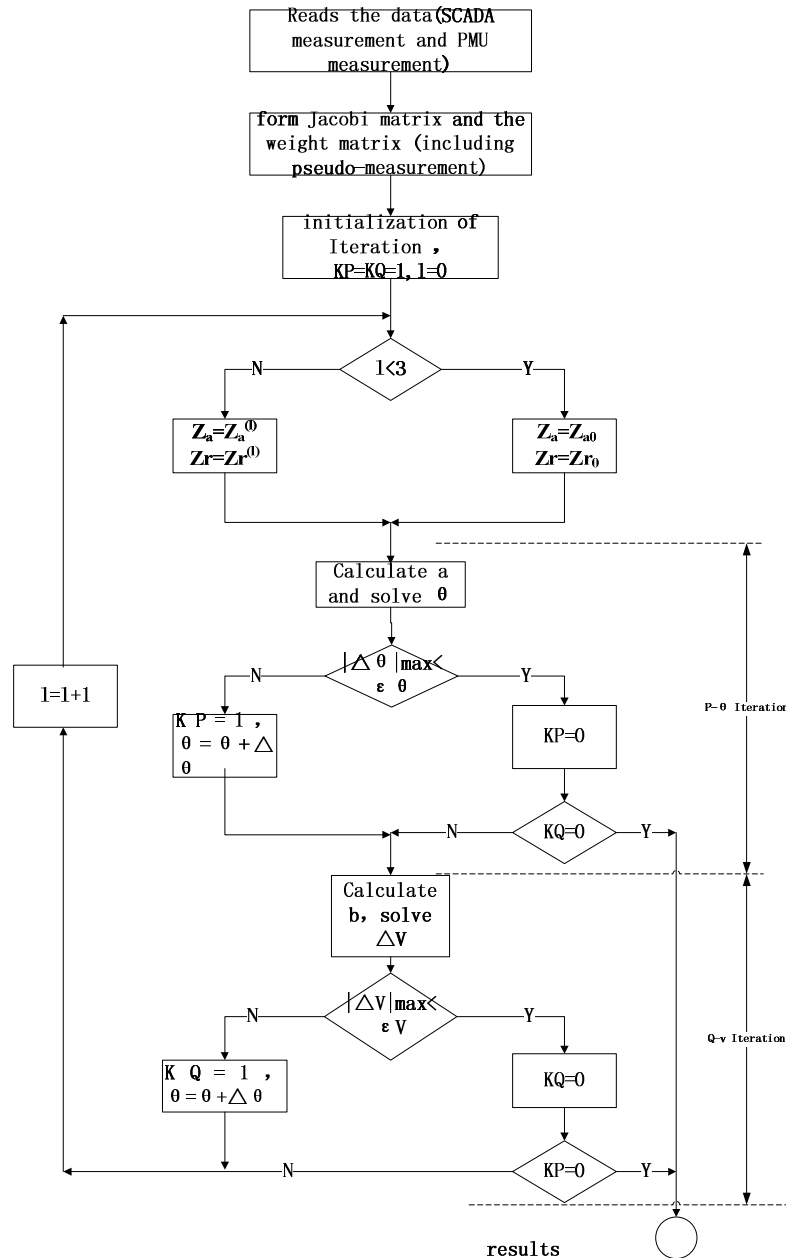 Reads the data(SCADA
measurement and PMU
measurement)
form Jacobi matrix and the
weight matrix (including
pseudo-measurement)
initialization of
Iteration ,
KP=KQ=1, l=0
l<3
N
Y
Za=Za(l)
Zr=Zr(l)
Za=Za0
Zr=Zr0
Calculate a
and solve θ
|△θ|max<
ε θ
N
Y
l=l+1
K P = 1 ,
θ = θ + △
θ
KP=0
P-θ Iteration
KQ=0
N
Y
Calculate
b, solve
△V
|△V|max<
ε V
N
Y
Q-v Iteration
K Q = 1 ,
θ = θ + △ θ
KQ=0
KP=0
N
Y
results